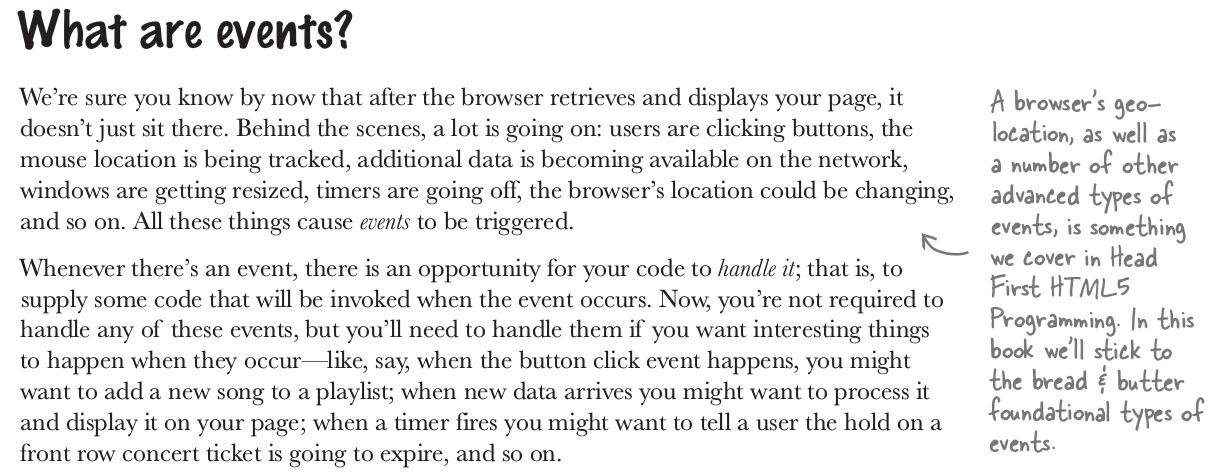 What are events?
We're sure you know by now that after the browser retrieves and displays your page, it
doesn't just sit there. Behind the scenes, a lot is going on: users are clicking buttons, the
mouse location is being tracked, additional data is becoming available on the network,
windows are getting resized, timers are going off, the browser's location could be changing,
and so on. All these things cause events to be triggered.
Whenever there's an event, there is an opportunity for your code to handle it; that is, to
supply some code that will be invoked when the event occurs. Now, you're not required to
handle any of these events, but you'll need to handle them if you want interesting things
to happen when they occur—like, say, when the button click event happens, you might
want to add a new song to a playlist; when new data arrives you might want to process it
and display it on your page; when a timer fires you might want to tell a user the hold on a
front row concert ticket is going to expire, and so on.
A browser's geo-
location, as well as
a number of other
advanced types of
events, is something
we cover in Head
First HTML5
Programming. In this
book we'll stick to
the bread & butter
foundational types of
events.